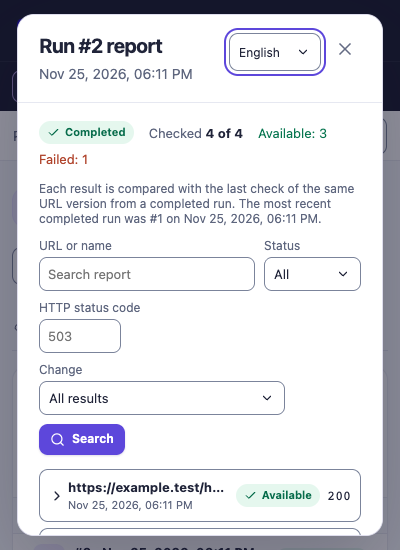 Run #2 report
English
Nov 25, 2026, 06:11 PM
Completed
Checked 4 of 4
Available: 3
Failed: 1
Each result is compared with the last check of the same
URL version from a completed run. The most recent
completed run was #1 on Nov 25, 2026, 06:11 PM.
URL or name
Status
Search report
All
HTTP status code
503
Change
All results
Search
https://example.test/h...
Available
200
Nov 25, 2026, 06:11 PM